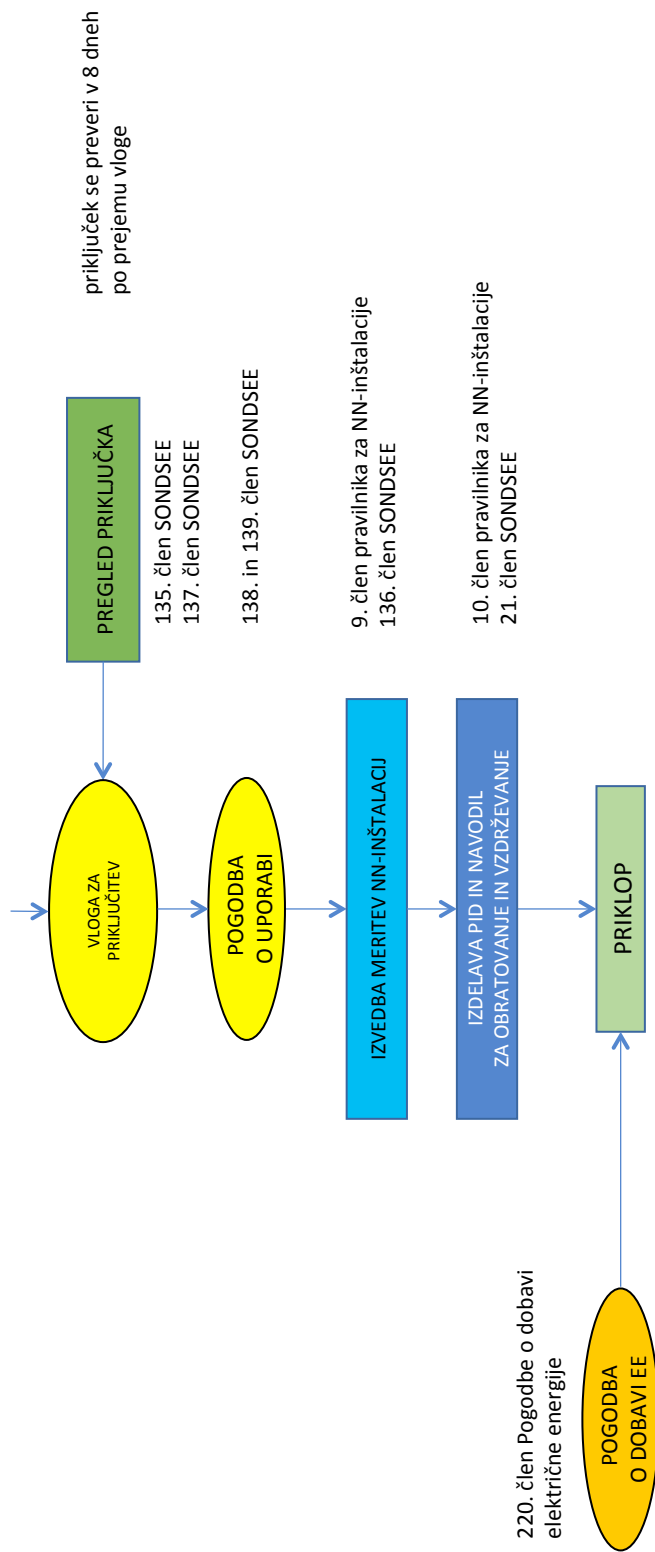 priključek se preveri v 8 dneh
po prejemu vloge
PREGLED PRIKLJUČKA
135. člen SONDSEE
137. člen SONDSEE
VLOGA ZA
PRIKLJUČITEV
138. in 139. člen SONDSEE
POGODBA
O UPORABI
9. člen pravilnika za NN-inštalacije
136. člen SONDSEE
IZVEDBA MERITEV NN-INŠTALACIJ
10. člen pravilnika za NN-inštalacije
21. člen SONDSEE
IZDELAVA PID IN NAVODIL
ZA OBRATOVANJE IN VZDRŽEVANJE
PRIKLOP
220. člen Pogodbe o dobavi
električne energije
POGODBA
O DOBAVI EE